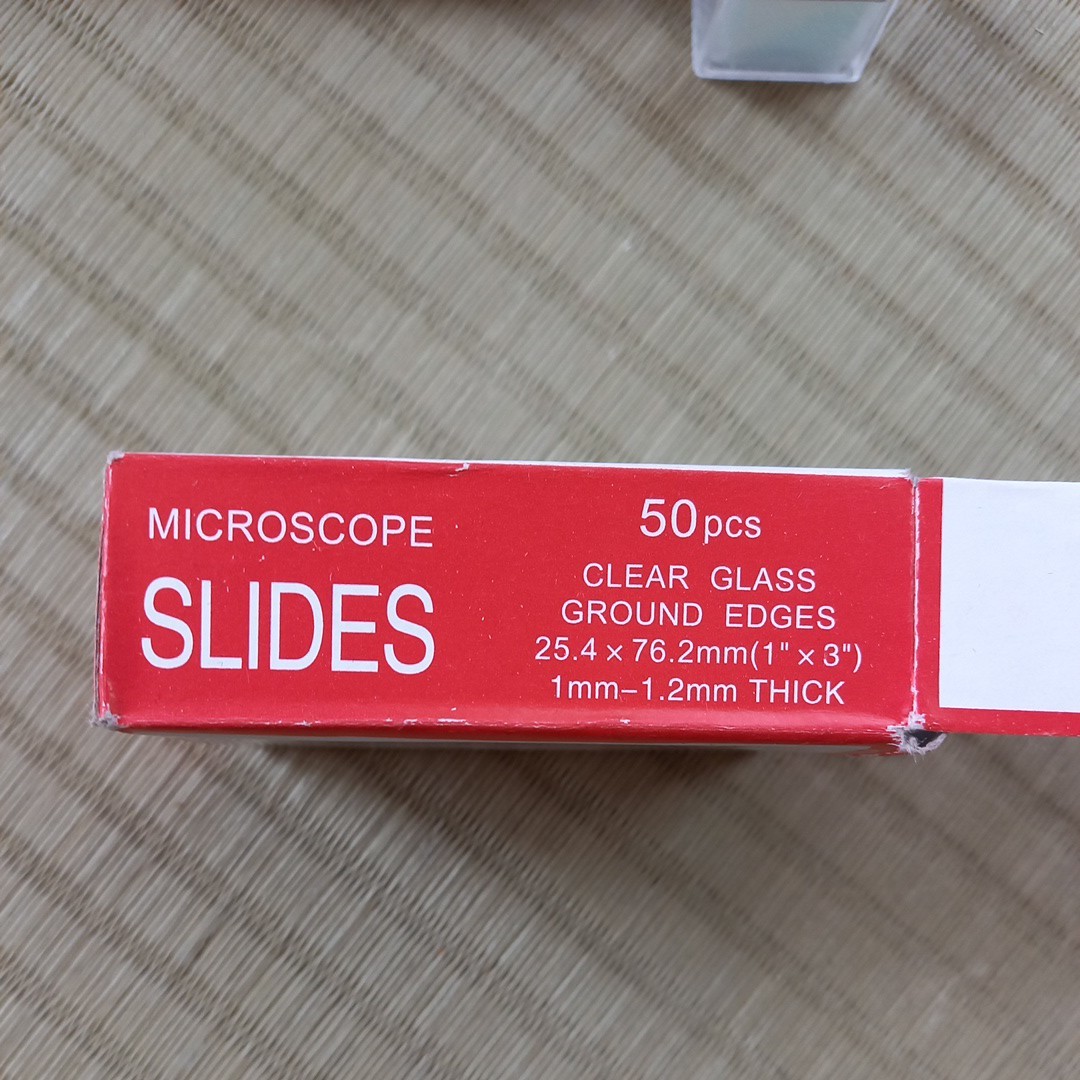 MICROSCOPE
SLIDES
50pcs
CLEAR GLASS
GROUND EDGES
25.4×76.2mm(1"×3")
1mm–1.2mm THICK